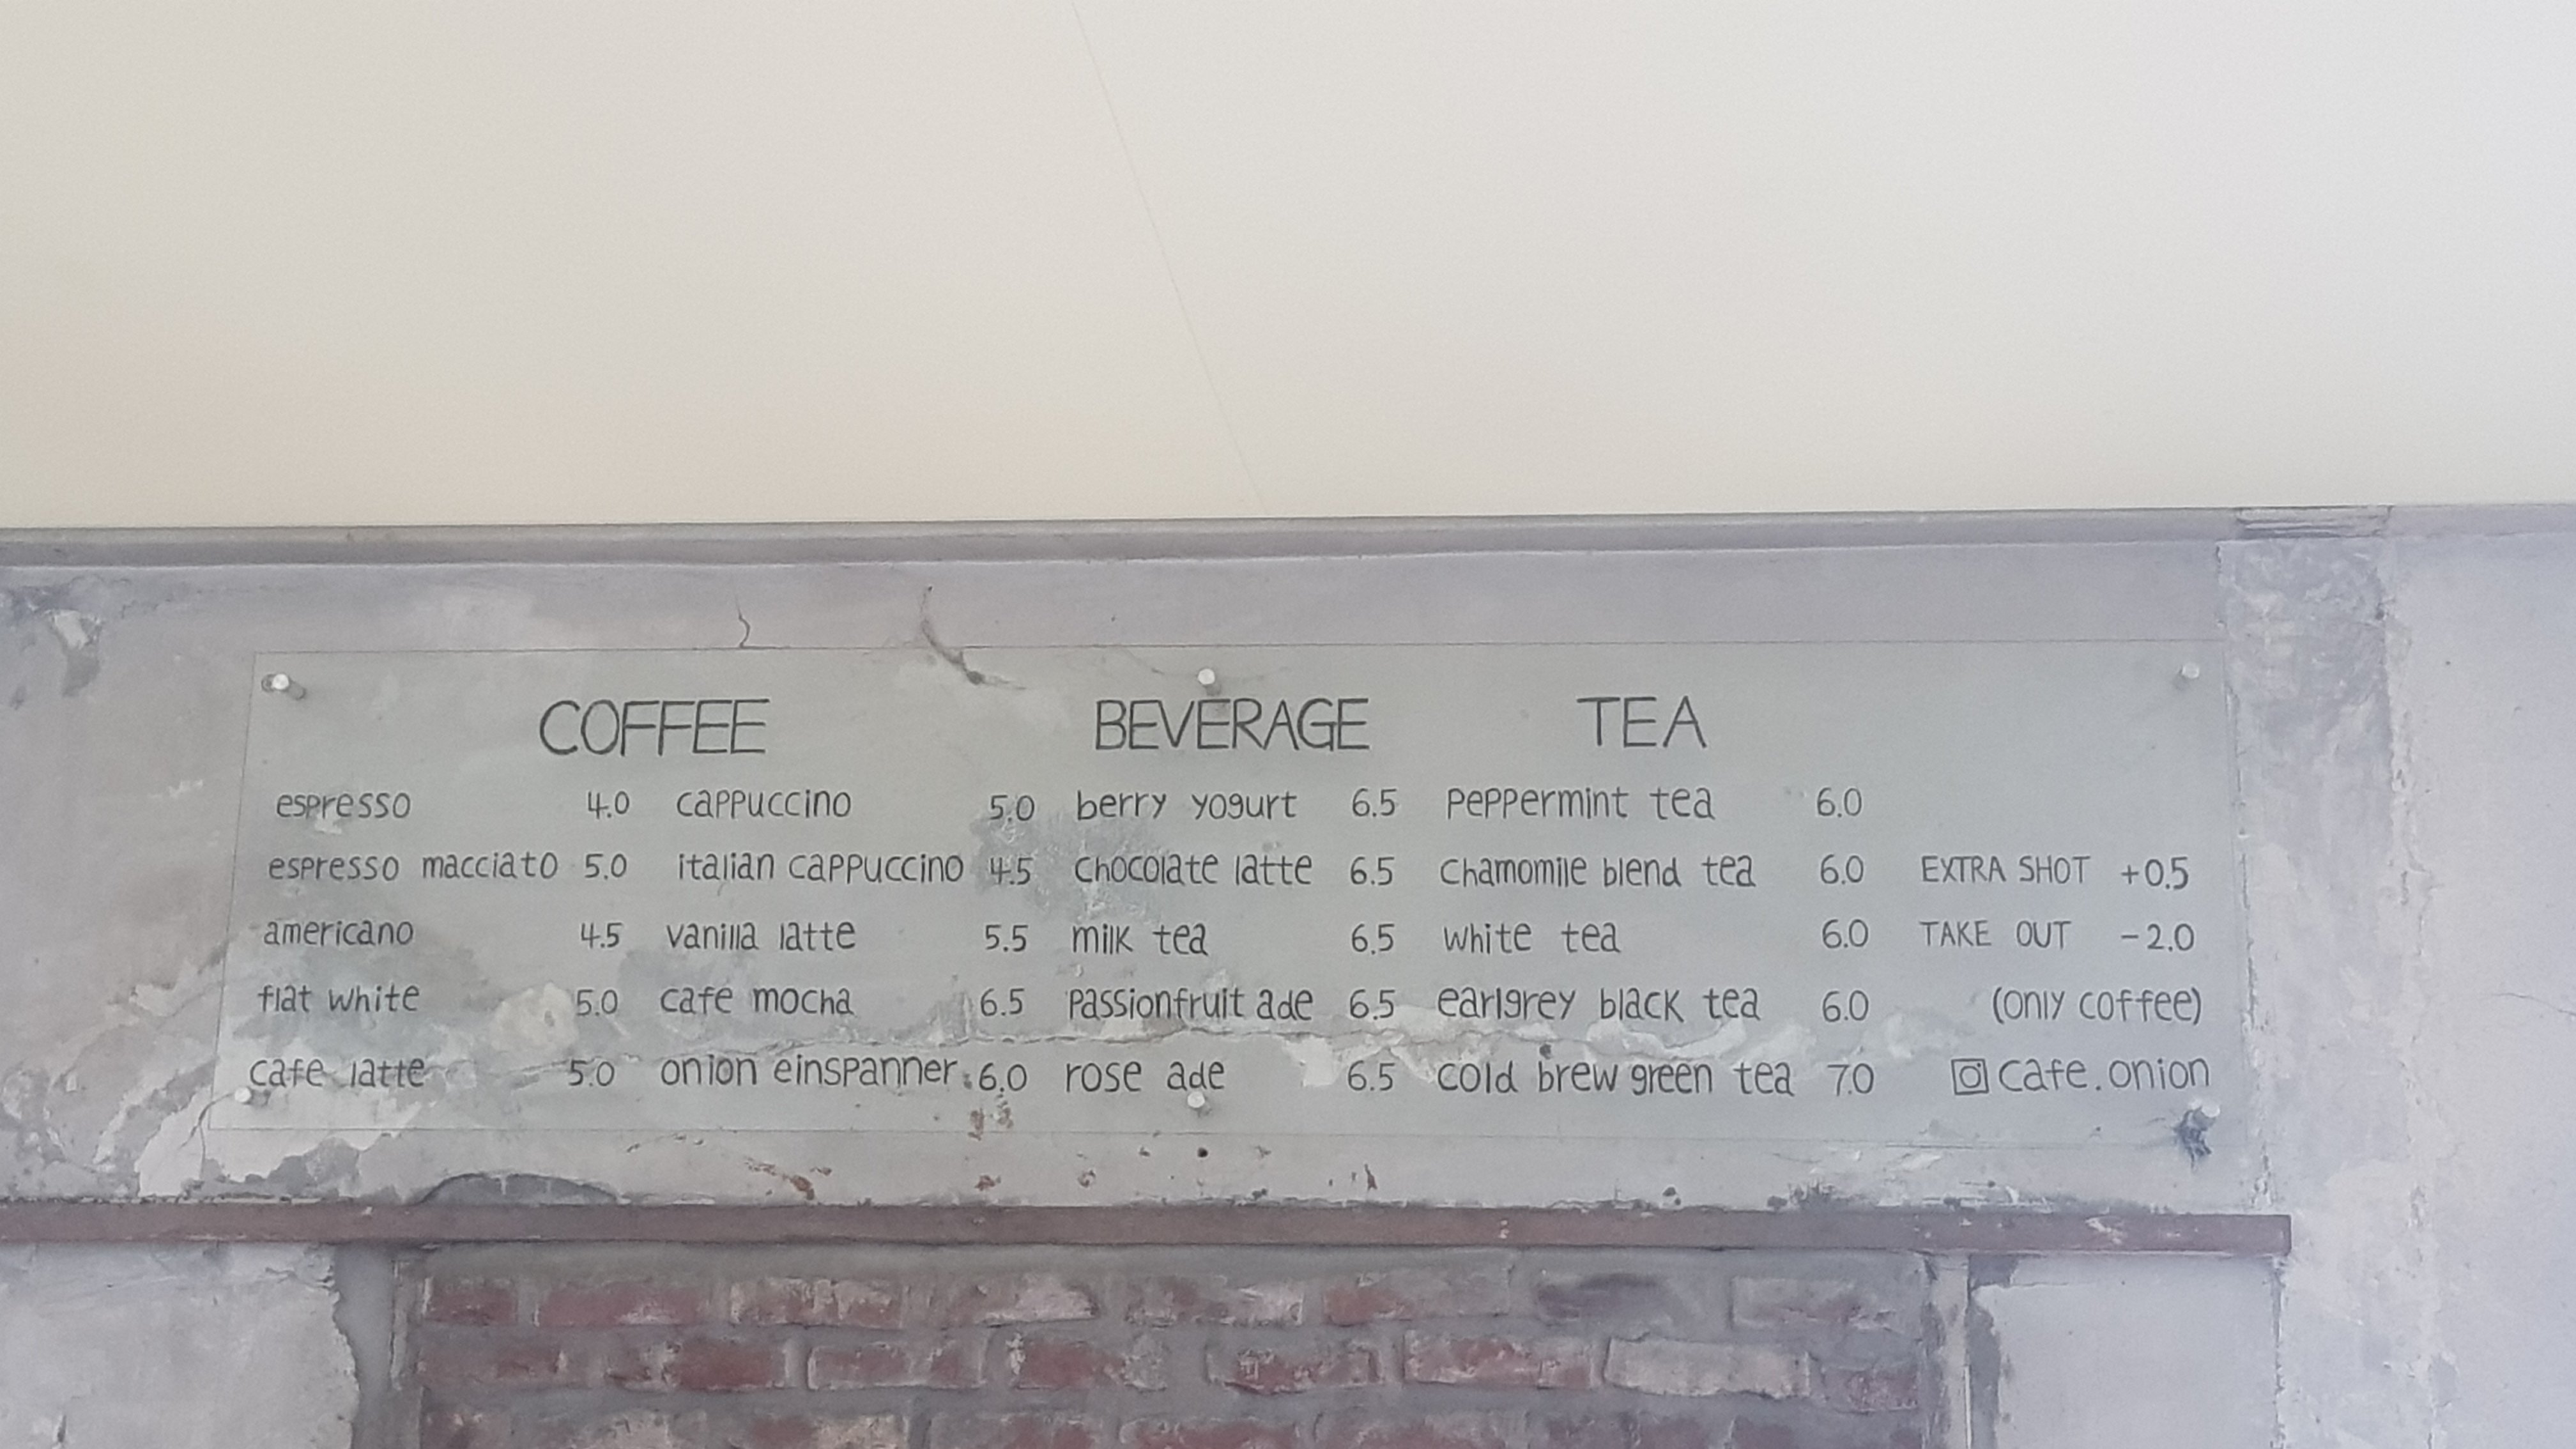 COFFEE BEVERAGE TEA
espresso 4.0 cappuccino 5.0 berry yogurt 6.5 peppermint tea 6.0
espresso macciato 5.0 italian cappuccino 4.5 chocolate latte 6.5 chamomile blend tea 6.0 EXTRA SHOT +0.5
americano 4.5 vanilla latte 5.5 milk tea 6.5 white tea 6.0 TAKE OUT -2.0
flat white 5.0 cafe mocha 6.5 passionfruit ade 6.5 earlgrey black tea 6.0 (only coffee)
cafe latte 5.0 onion einspanner 6.0 rose ade 6.5 cold brew green tea 7.0 cafe.onion